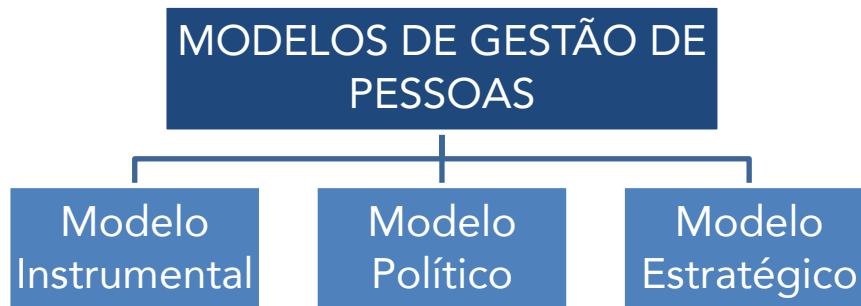 MODELOS DE GESTÃO DE
PESSOAS
Modelo
Instrumental
Modelo
Político
Modelo
Estratégico